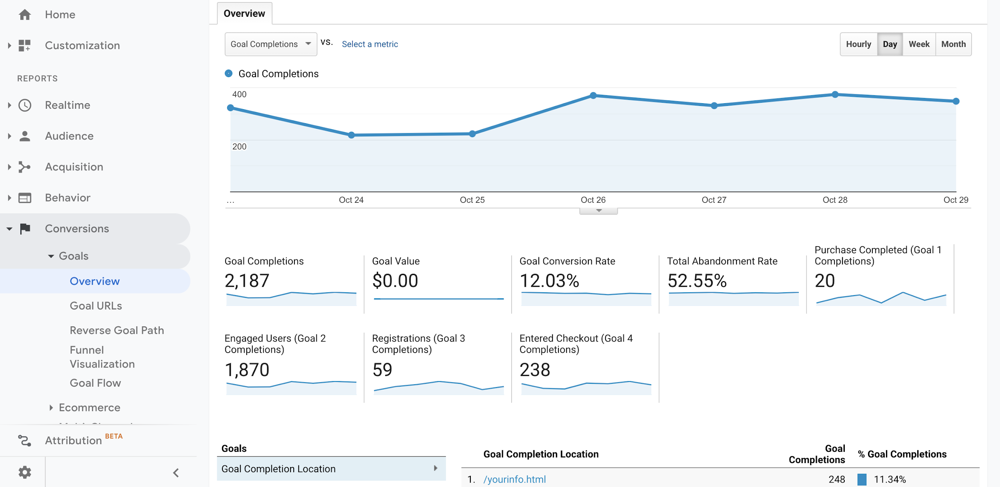 Home
Customization
REPORTS
Realtime
Audience
Acquisition
Behavior
Conversions
Goals
Overview
Goal URLs
Reverse Goal Path
Funnel
Visualization
Goal Flow
Ecommerce
Attribution BETA
Overview
Goal Completions vs. Select a metric
Hourly Day Week Month
Goal Completions
400
200
... Oct 24 Oct 25 Oct 26 Oct 27 Oct 28 Oct 29
Goal Completions
2,187
Goal Value
$0.00
Goal Conversion Rate
12.03%
Total Abandonment Rate
52.55%
Purchase Completed (Goal 1
Completions)
20
Engaged Users (Goal 2
Completions)
1,870
Registrations (Goal 3
Completions)
59
Entered Checkout (Goal 4
Completions)
238
Goals
Goal Completion Location
Goal Completion Location
Goal
Completions
% Goal Completions
1. /yourinfo.html 248 11.34%